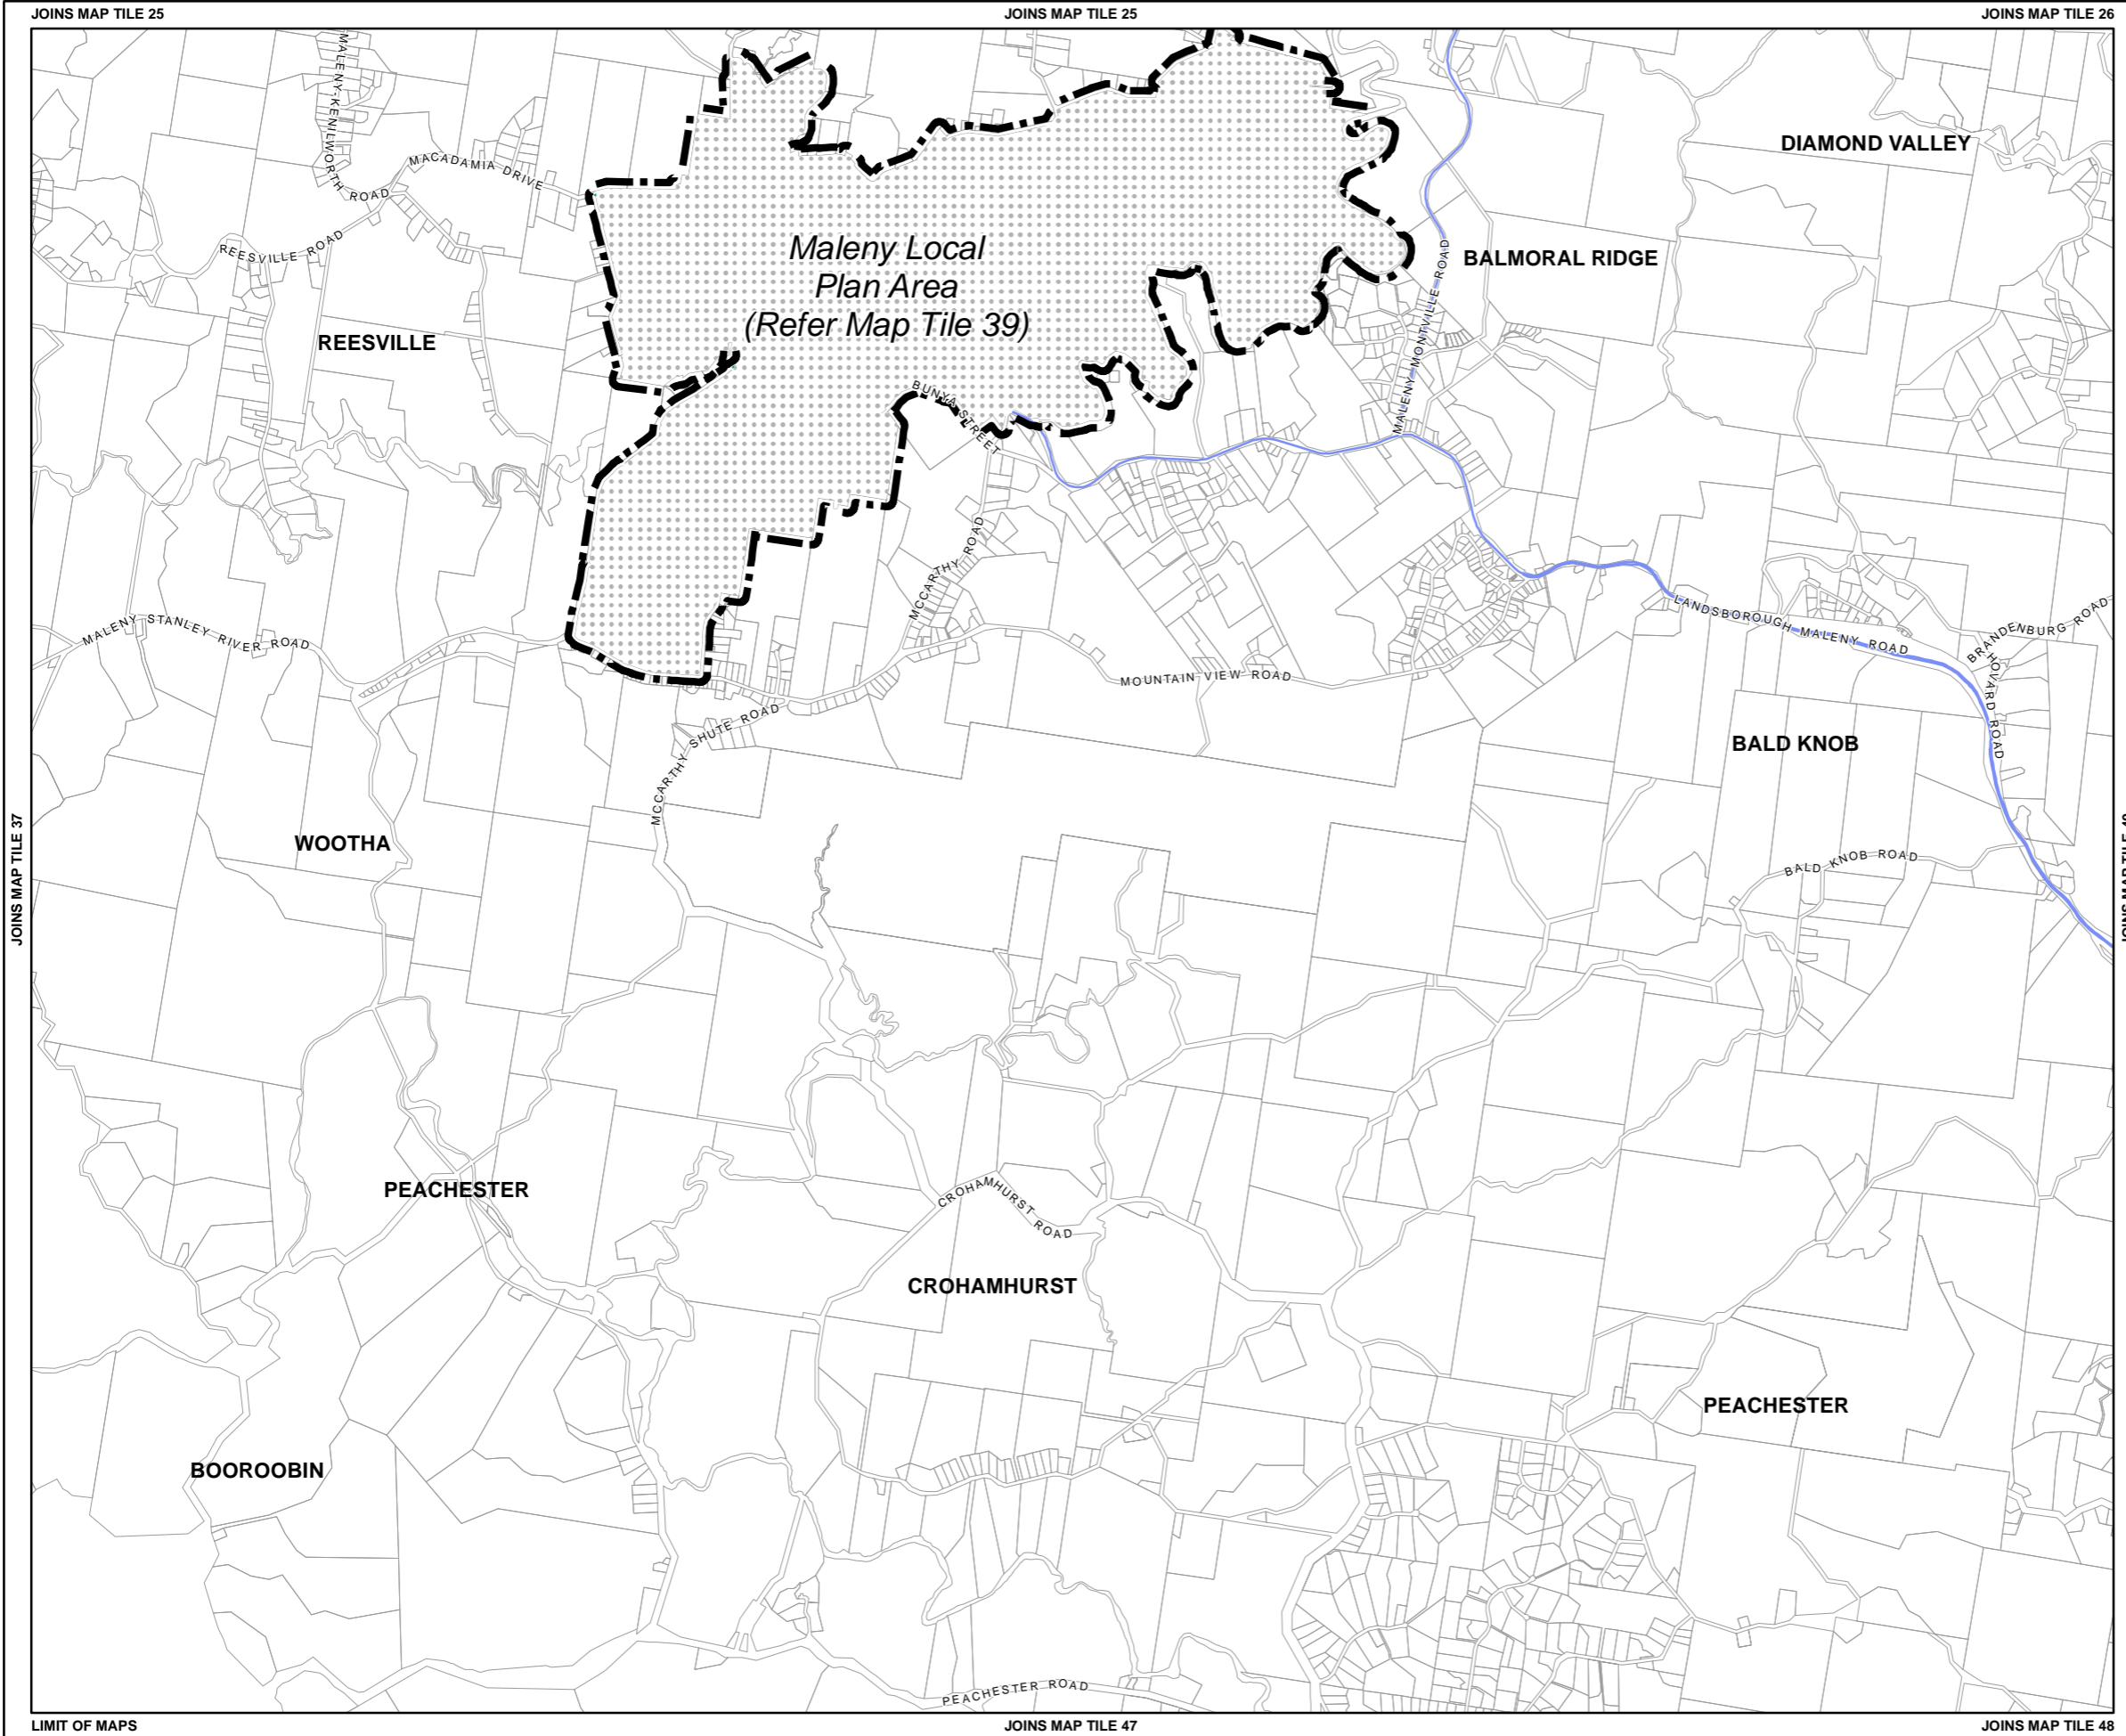 JOINS MAP TILE 25
JOINS MAP TILE 25
JOINS MAP TILE 26
MALENY-KENILWORTH ROAD
MACADAMIA DRIVE
DIAMOND VALLEY
REESVILLE ROAD
Maleny Local
Plan Area
(Refer Map Tile 39)
BALMORAL RIDGE
MALENY MONTVILLE ROAD
REESVILLE
BUNYA STREET
MCCARTHY ROAD
MALENY STANLEY RIVER ROAD
LANDSBOROUGH MALENY ROAD
BRANDENBURG ROAD
HOVARD ROAD
MOUNTAIN VIEW ROAD
MCCARTHY SHUTE ROAD
BALD KNOB
WOOTHA
BALD KNOB ROAD
JOINS MAP TILE 37
PEACHESTER
CROHAMHURST ROAD
CROHAMHURST
PEACHESTER
BOOROOBIN
PEACHESTER ROAD
LIMIT OF MAPS
JOINS MAP TILE 47
JOINS MAP TILE 48